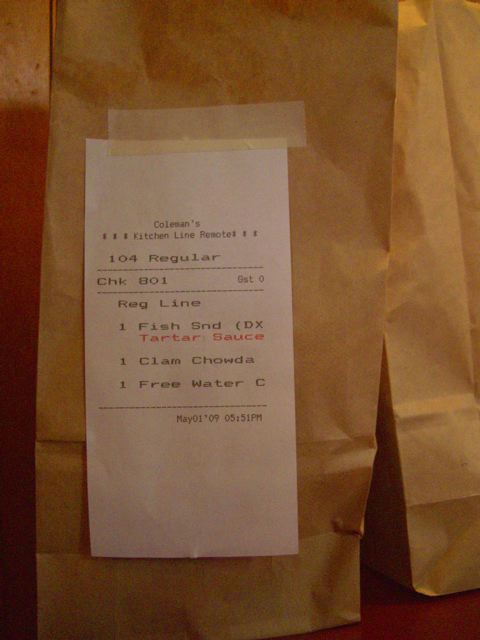 Coleman's
* * * Kitchen Line Remote* * *
104 Regular
Chk 801 Gst 0
Reg Line
1 Fish Snd (DX
Tartar Sauce
1 Clam Chowda
1 Free Water C
May01'09 05:51PM